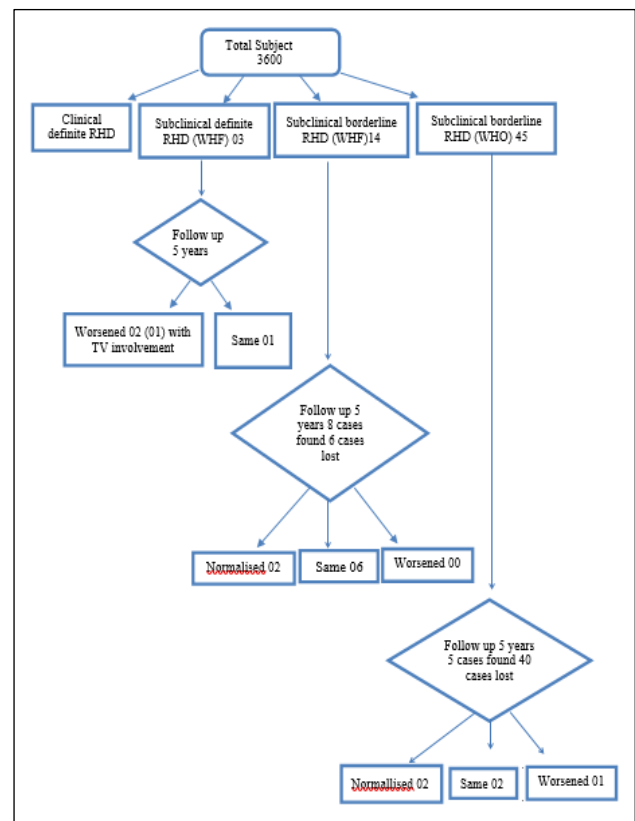 Total Subject
3600
Clinical
definite RHD
Subclinical definite
RHD (WHF) 03
Subclinical borderline
RHD (WHF)14
Subclinical borderline
RHD (WHO) 45
Follow up
5 years
Worsened 02 (01) with
TV involvement
Same 01
Follow up 5
years 8 cases
found 6 cases
lost
Normalised 02
Same 06
Worsened 00
Follow up 5 years
5 cases found 40
cases lost
Normallised 02
Same 02
Worsened 01